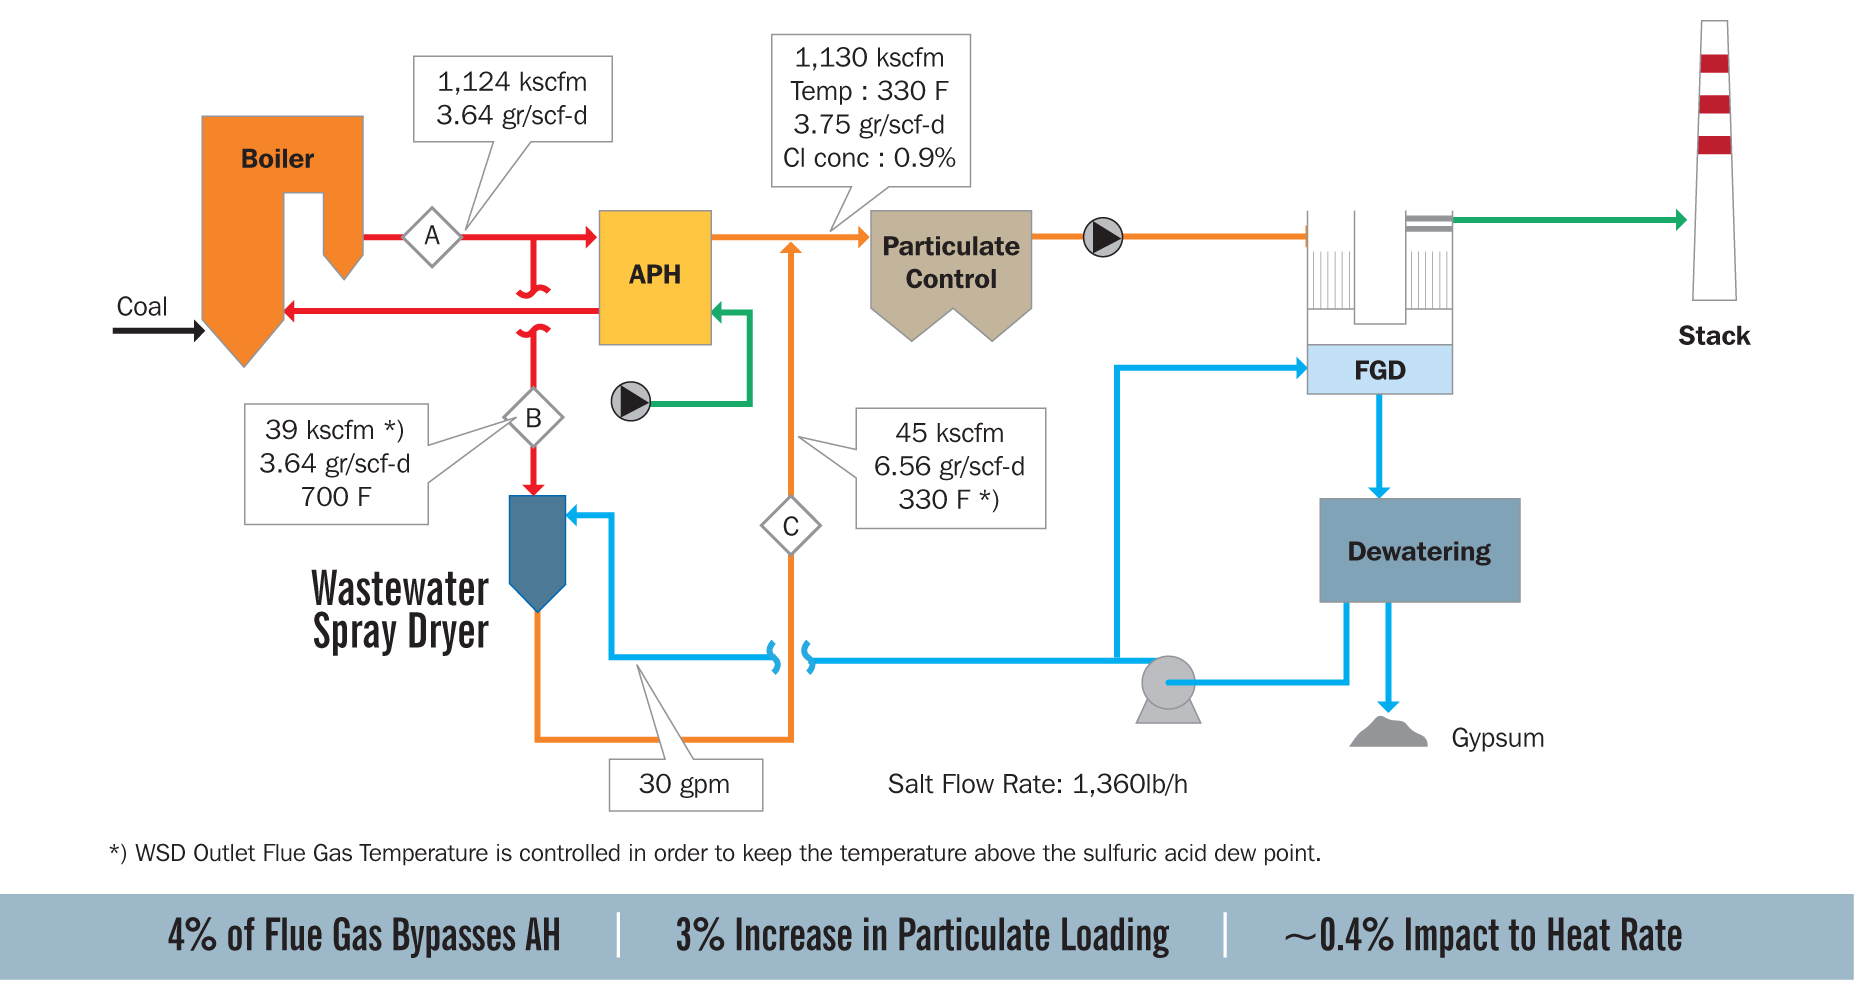 1,124 kscfm
3.64 gr/scf-d
1,130 kscfm
Temp : 330 F
3.75 gr/scf-d
Cl conc : 0.9%
Boiler
A
APH
Particulate
Control
Coal
Stack
FGD
B
39 kscfm *)
3.64 gr/scf-d
700 F
45 kscfm
6.56 gr/scf-d
330 F *)
C
Dewatering
Wastewater
Spray Dryer
Gypsum
30 gpm
Salt Flow Rate: 1,360lb/h
*) WSD Outlet Flue Gas Temperature is controlled in order to keep the temperature above the sulfuric acid dew point.
4% of Flue Gas Bypasses AH
3% Increase in Particulate Loading
~0.4% Impact to Heat Rate